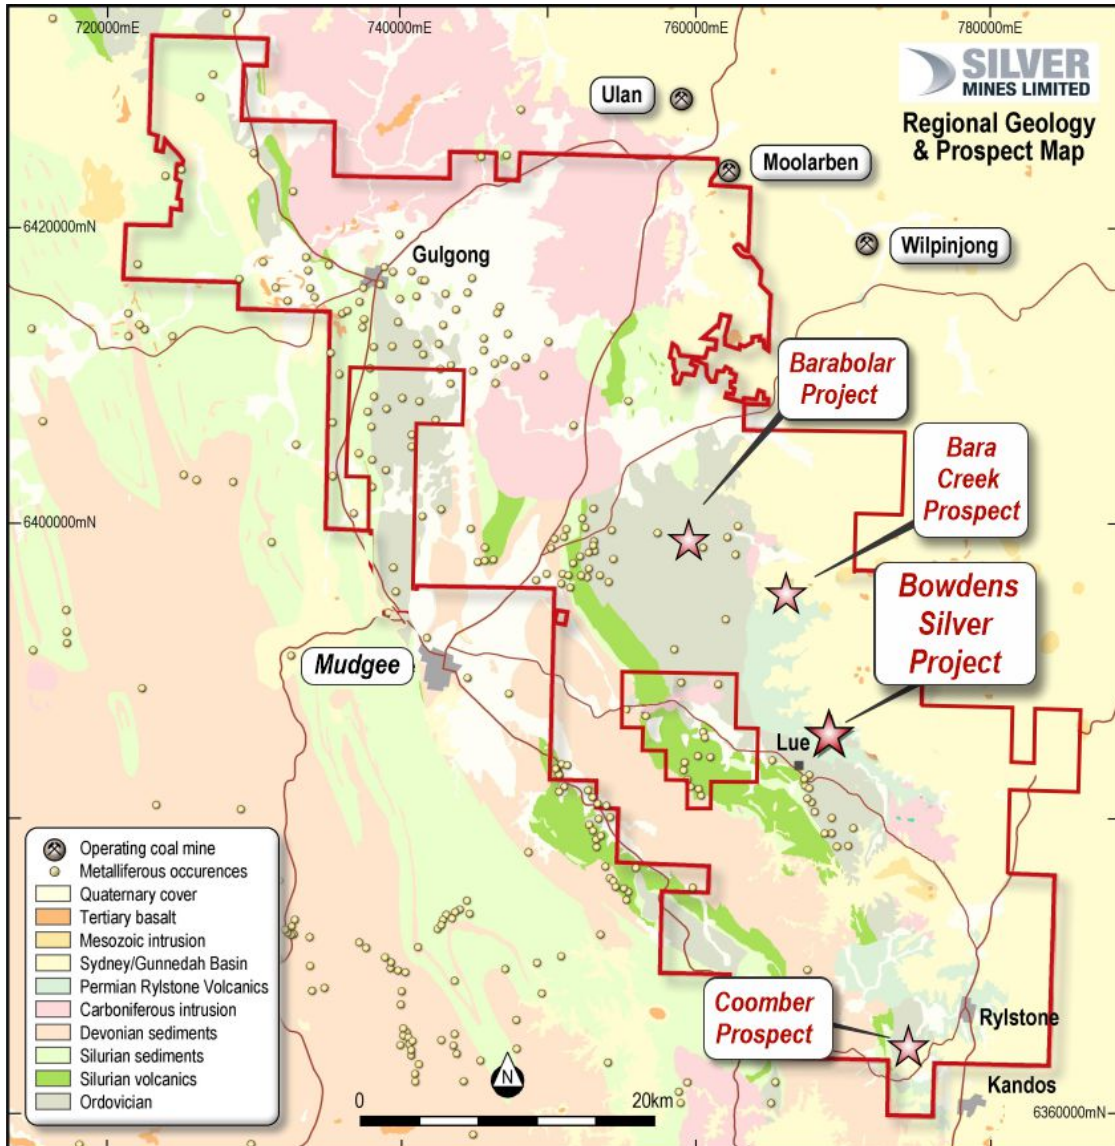 720000mE
740000mE
760000mE
780000mE
SILVER
MINES LIMITED
Regional Geology
& Prospect Map
Ulan
Moolarben
6420000mN
Wilpinjong
Gulgong
Barabolar
Project
Bara
Creek
Prospect
6400000mN
Bowdens
Silver
Project
Mudgee
Lue
Operating coal mine
Metalliferous occurences
Quaternary cover
Tertiary basalt
Mesozoic intrusion
Sydney/Gunnedah Basin
Permian Rylstone Volcanics
Carboniferous intrusion
Devonian sediments
Silurian sediments
Silurian volcanics
Ordovician
Coomber
Prospect
Rylstone
Kandos
N
0
20km
6360000mN